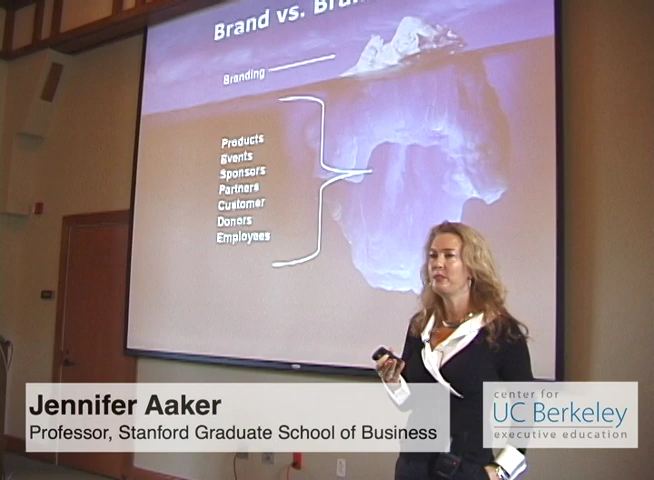 Brand vs.
Branding
Products
Events
Sponsors
Partners
Customer
Donors
Employees
Jennifer Aaker
Professor, Stanford Graduate School of Business
center for
UC Berkeley
executive education